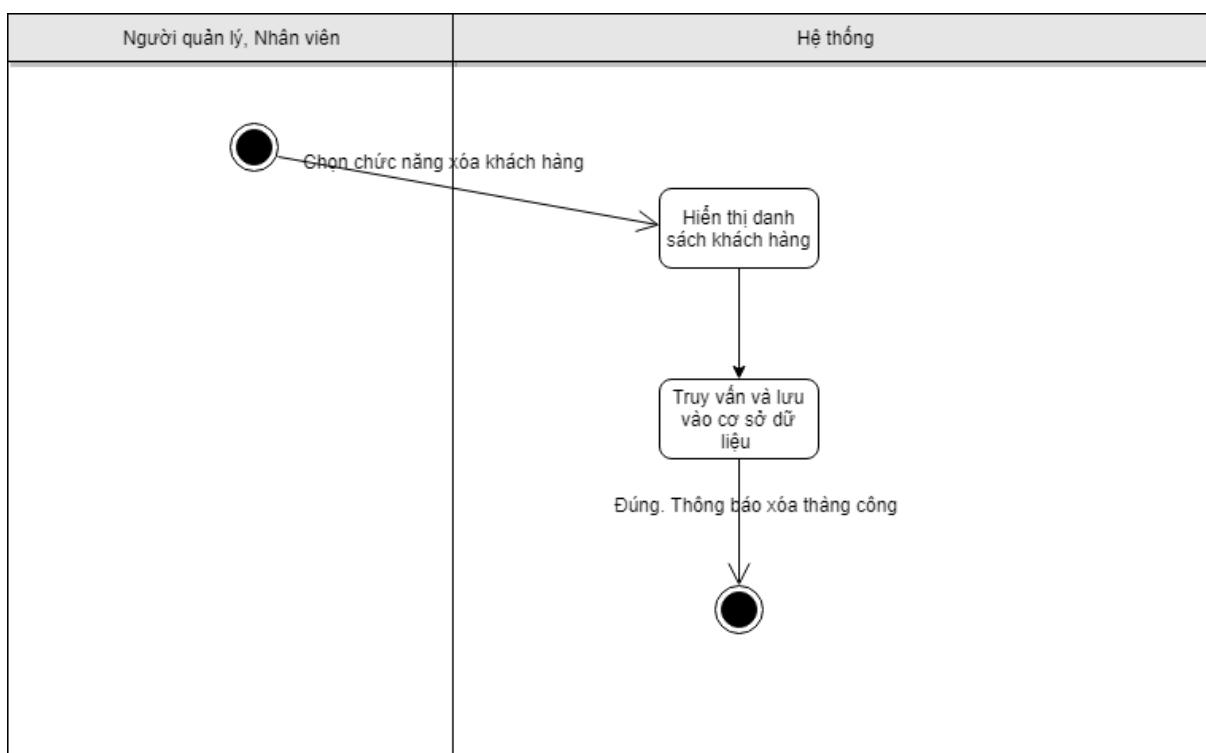 Người quản lý, Nhân viên
Hệ thống
Chọn chức năng xóa khách hàng
Hiển thị danh
sách khách hàng
Truy vấn và lưu
vào cơ sở dữ
liệu
Đúng. Thông báo xóa thàng công